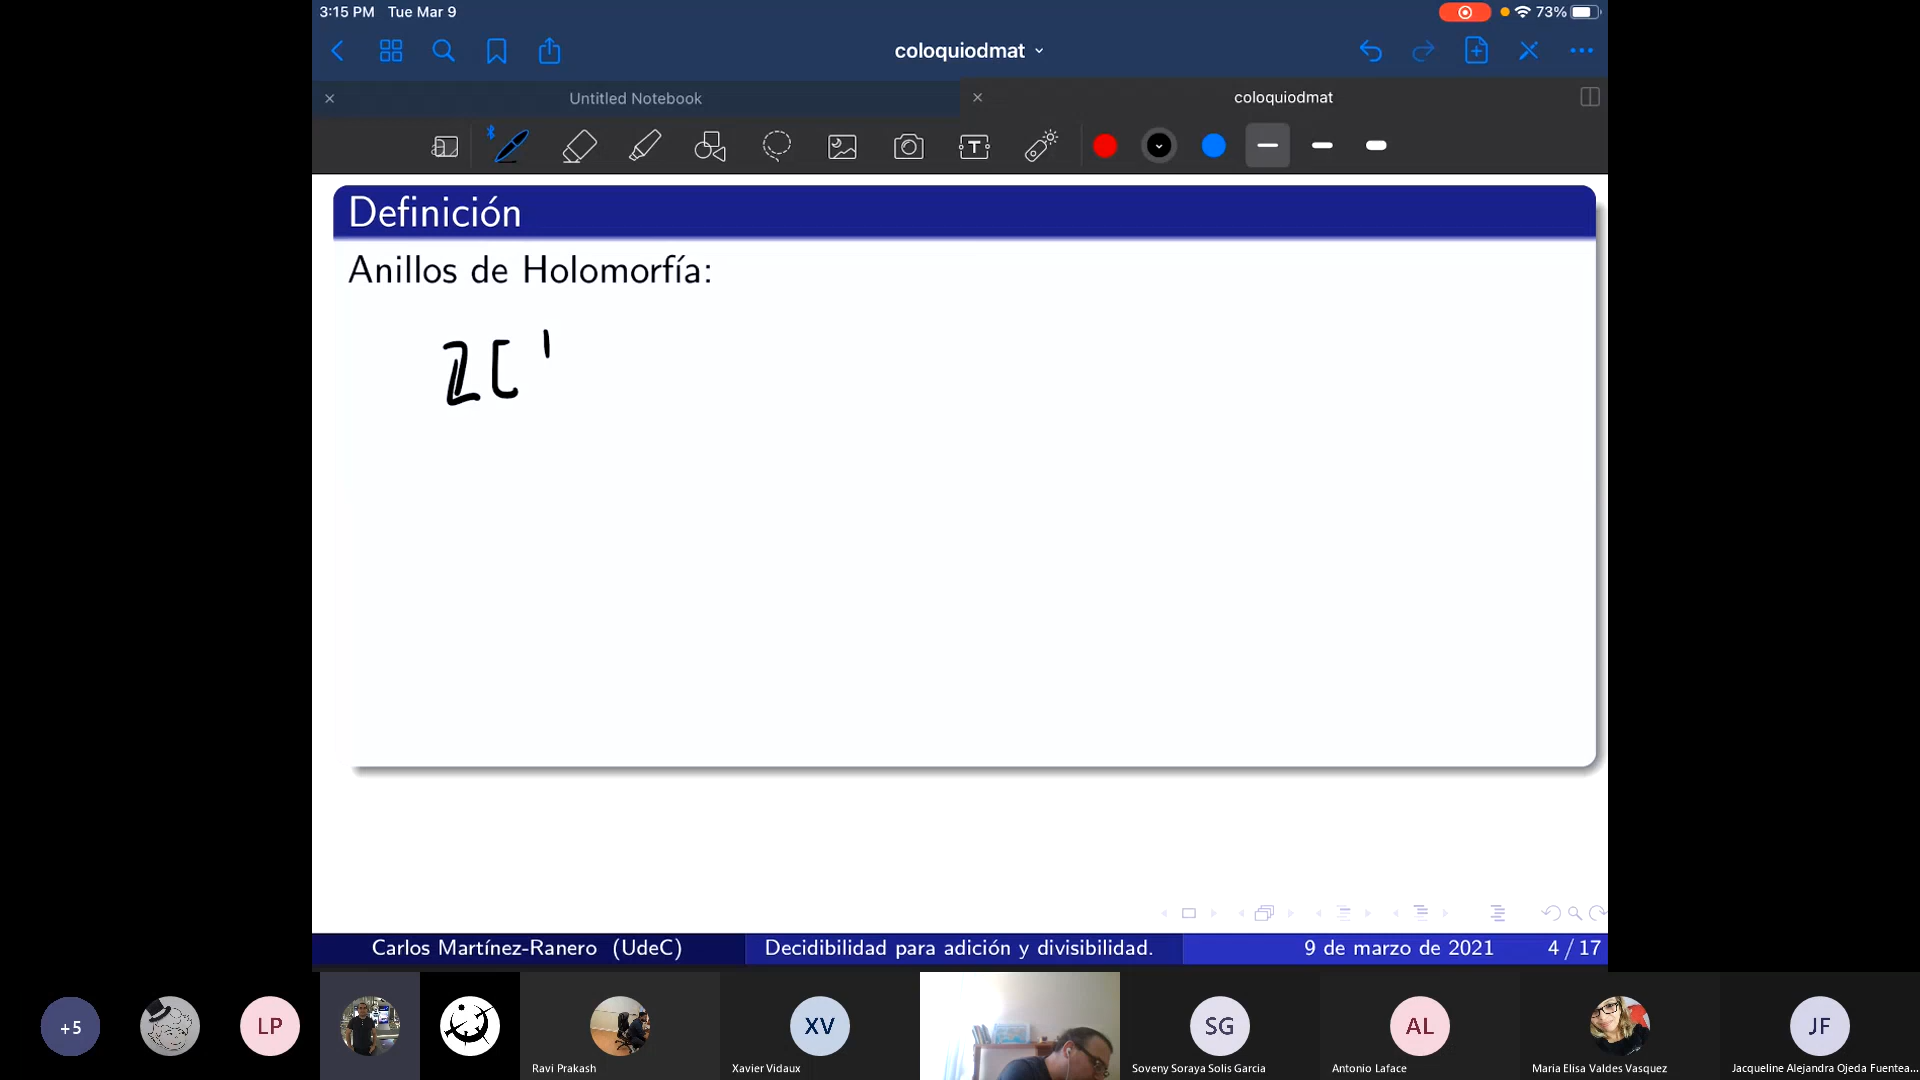 3:15 PM Tue Mar 9
73%
coloquiodmat
Untitled Notebook
coloquiodmat
T
Definición
Anillos de Holomorfía:
ℤ[ '
Carlos Martínez-Ranero (UdeC)
Decidibilidad para adición y divisibilidad.
9 de marzo de 2021
4 / 17
+5
LP
Ravi Prakash
XV
Xavier Vidaux
SG
Soveny Soraya Solis Garcia
AL
Antonio Laface
Maria Elisa Valdes Vasquez
JF
Jacqueline Alejandra Ojeda Fuentea...